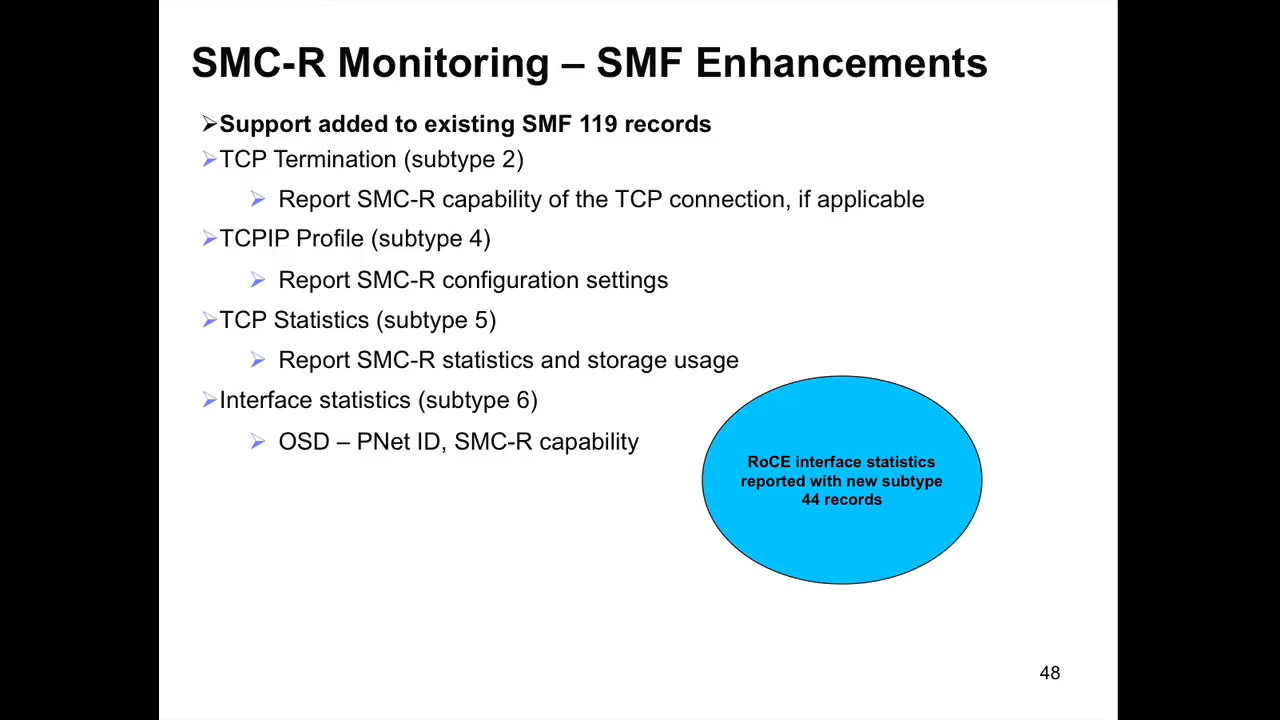 SMC-R Monitoring – SMF Enhancements
Support added to existing SMF 119 records
TCP Termination (subtype 2)
Report SMC-R capability of the TCP connection, if applicable
TCPIP Profile (subtype 4)
Report SMC-R configuration settings
TCP Statistics (subtype 5)
Report SMC-R statistics and storage usage
Interface statistics (subtype 6)
OSD – PNet ID, SMC-R capability
RoCE interface statistics
reported with new subtype
44 records
48